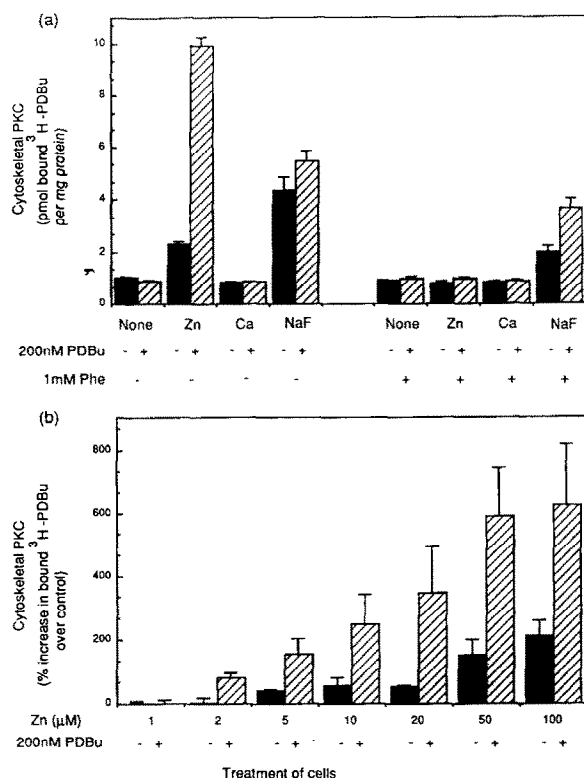 (a)
Cytoskeletal PKC
(pmol bound ³H -PDBu
per mg protein)
10
8
6
4
2
0
None Zn Ca NaF None Zn Ca NaF
200nM PDBu - + - + - + - + - + - + - + - +
1mM Phe - - - - + + + +
(b)
Cytoskeletal PKC
(% increase in bound ³H -PDBu
over control)
800
600
400
200
0
Zn (μM) 1 2 5 10 20 50 100
200nM PDBu - + - + - + - + - + - + - +
Treatment of cells